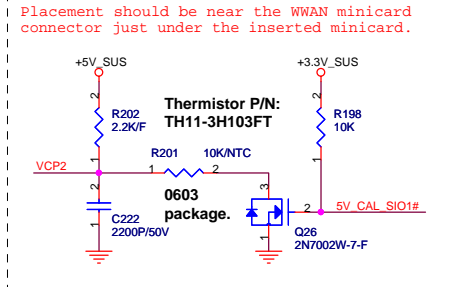 Placement should be near the WWAN minicard
connector just under the inserted minicard.
+5V_SUS
+3.3V_SUS
2
R202
2.2K/F
1
Thermistor P/N:
TH11-3H103FT
2
R198
10K
1
VCP2
R201
10K/NTC
1
2
0603
package.
2
C222
2200P/50V
1
3
2
5V_CAL_SIO1#
1
Q26
2N7002W-7-F